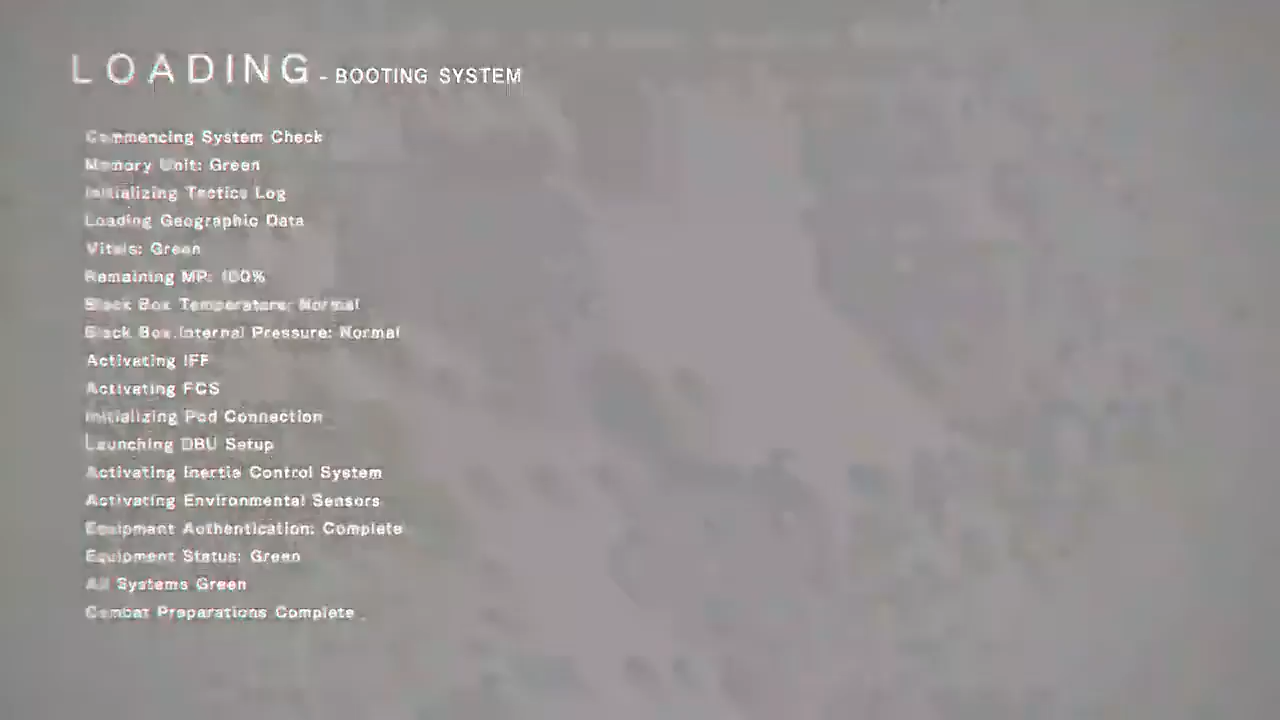 LOADING - BOOTING SYSTEM
Commencing System Check
Memory Unit: Green
Initializing Tactics Log
Loading Geographic Data
Vitals: Green
Remaining MP: 100%
Black Box Temperature: Normal
Black Box Internal Pressure: Normal
Activating IFF
Activating FCS
Initializing Pod Connection
Launching DBU Setup
Activating Inertia Control System
Activating Environmental Sensors
Equipment Authentication: Complete
Equipment Status: Green
All Systems Green
Combat Preparations Complete